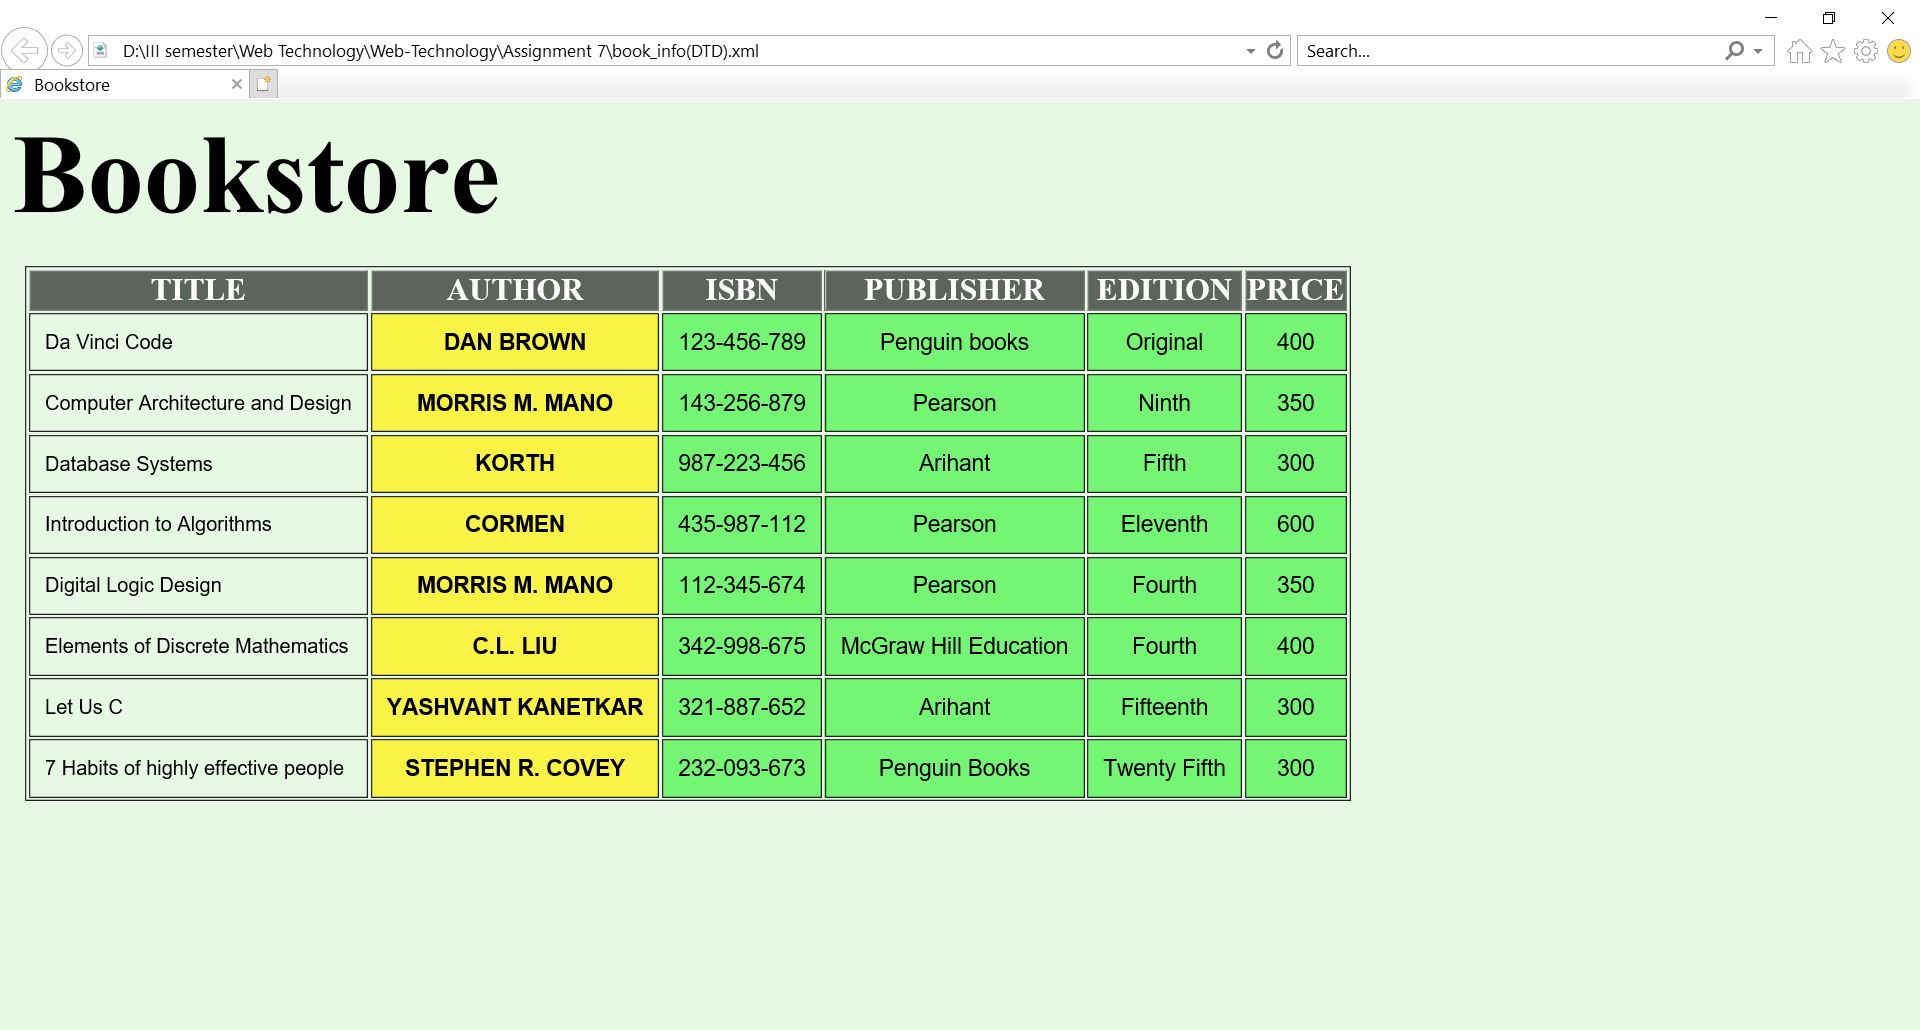 D:\III semester\Web Technology\Web-Technology\Assignment 7\book_info(DTD).xml Search...
Bookstore
Bookstore
TITLE AUTHOR ISBN PUBLISHER EDITION PRICE
Da Vinci Code DAN BROWN 123-456-789 Penguin books Original 400
Computer Architecture and Design MORRIS M. MANO 143-256-879 Pearson Ninth 350
Database Systems KORTH 987-223-456 Arihant Fifth 300
Introduction to Algorithms CORMEN 435-987-112 Pearson Eleventh 600
Digital Logic Design MORRIS M. MANO 112-345-674 Pearson Fourth 350
Elements of Discrete Mathematics C.L. LIU 342-998-675 McGraw Hill Education Fourth 400
Let Us C YASHVANT KANETKAR 321-887-652 Arihant Fifteenth 300
7 Habits of highly effective people STEPHEN R. COVEY 232-093-673 Penguin Books Twenty Fifth 300